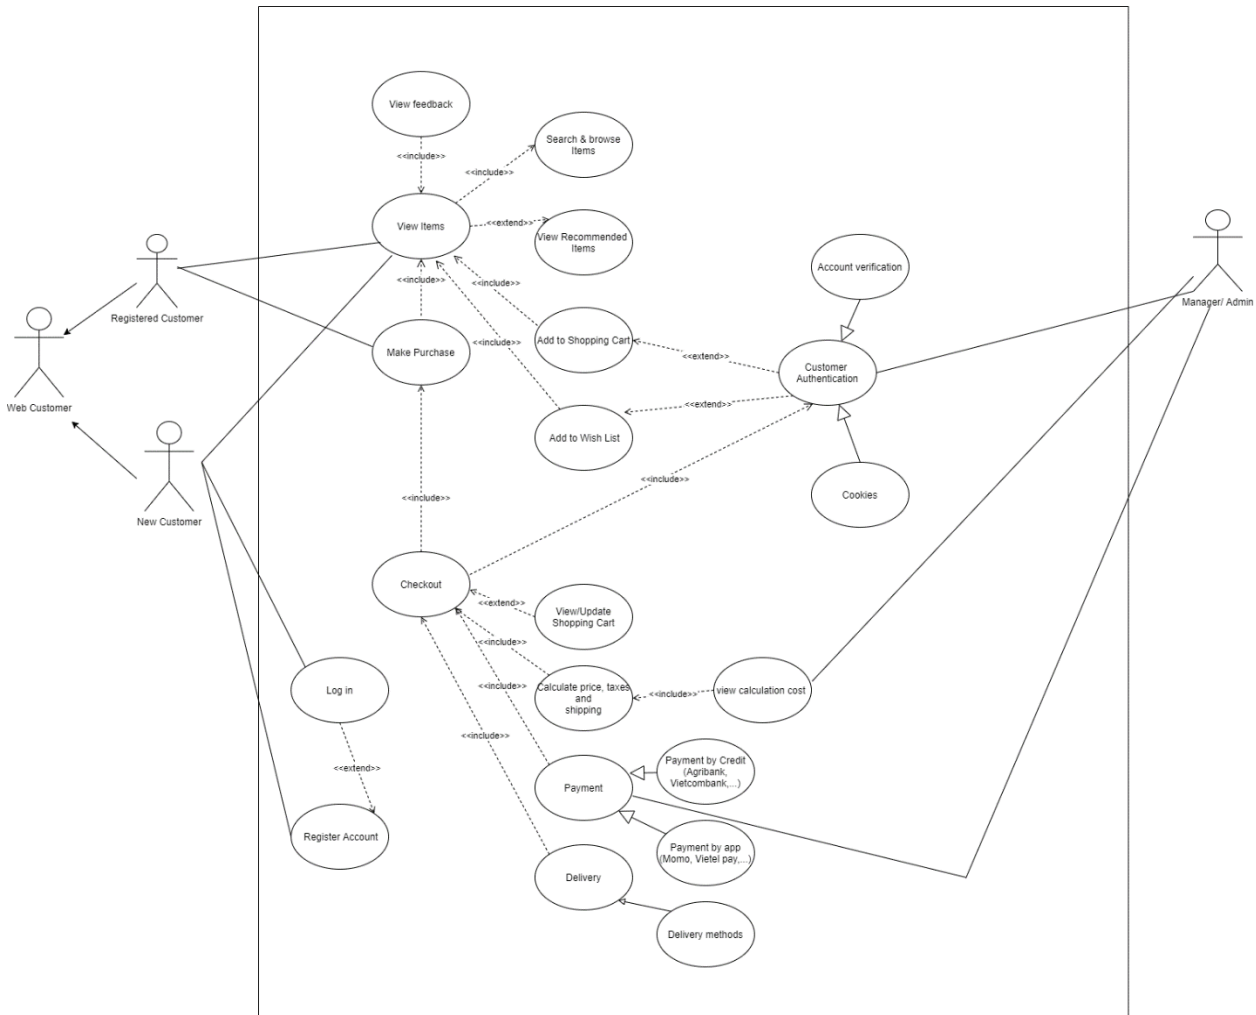 View feedback
<<include>>
Search & browse
Items
<<include>>
View Items
<<extend>>
View Recommended
Items
Registered Customer
<<include>>
<<include>>
Account verification
Manager/ Admin
Web Customer
Make Purchase
<<include>>
Add to Shopping Cart
<<extend>>
Customer
Authentication
<<extend>>
Add to Wish List
New Customer
<<include>>
<<include>>
Cookies
Checkout
<<extend>>
View/Update
Shopping Cart
<<include>>
Log in
<<include>>
Calculate price, taxes
and
shipping
<<include>>
view calculation cost
<<include>>
<<extend>>
Payment
Payment by Credit
(Agribank,
Vietcombank,...)
Register Account
Payment by app
(Momo, Vietel pay,...)
Delivery
Delivery methods